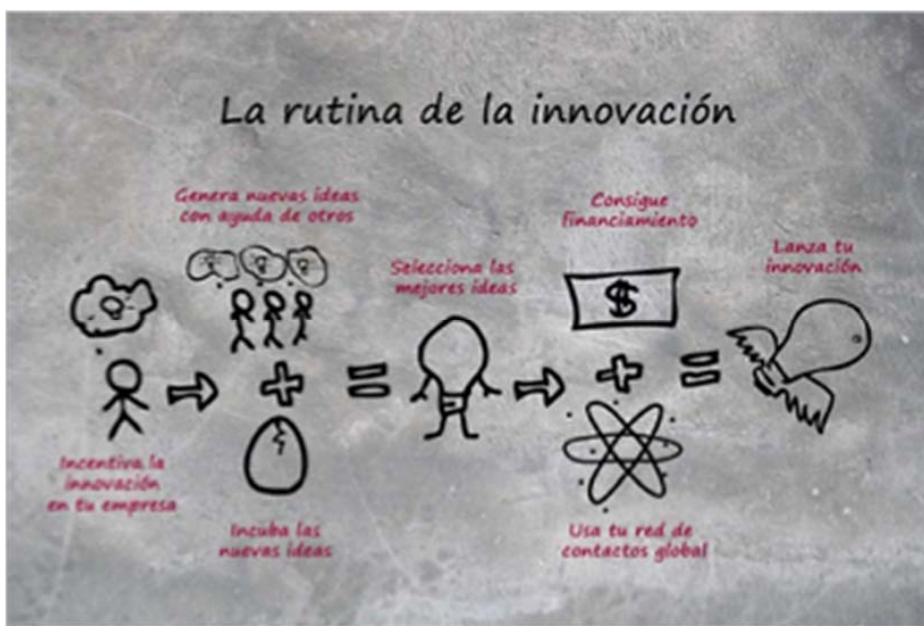 La rutina de la innovación
Genera nuevas ideas
con ayuda de otros
Consigue
financiamiento
Lanza tu
innovación
Selecciona las
mejores ideas
$
Incentiva la
innovación
en tu empresa
Incuba las
nuevas ideas
Usa tu red de
contactos global